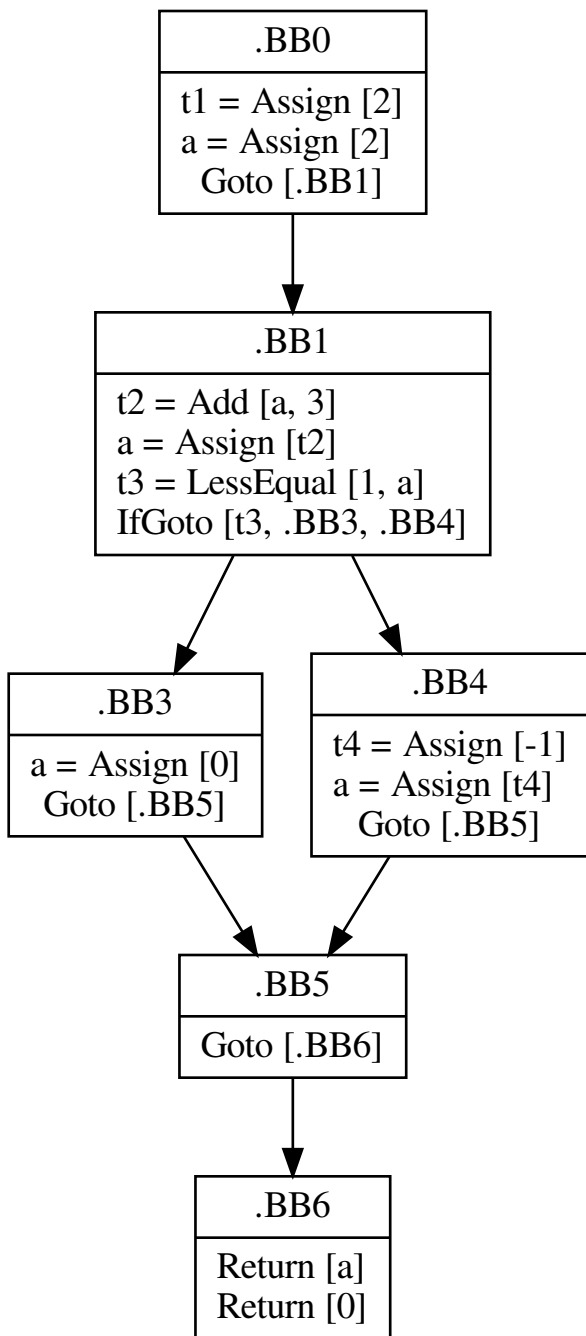 .BB0
t1 = Assign [2]
a = Assign [2]
Goto [.BB1]
.BB1
t2 = Add [a, 3]
a = Assign [t2]
t3 = LessEqual [1, a]
IfGoto [t3, .BB3, .BB4]
.BB3
a = Assign [0]
Goto [.BB5]
.BB4
t4 = Assign [-1]
a = Assign [t4]
Goto [.BB5]
.BB5
Goto [.BB6]
.BB6
Return [a]
Return [0]